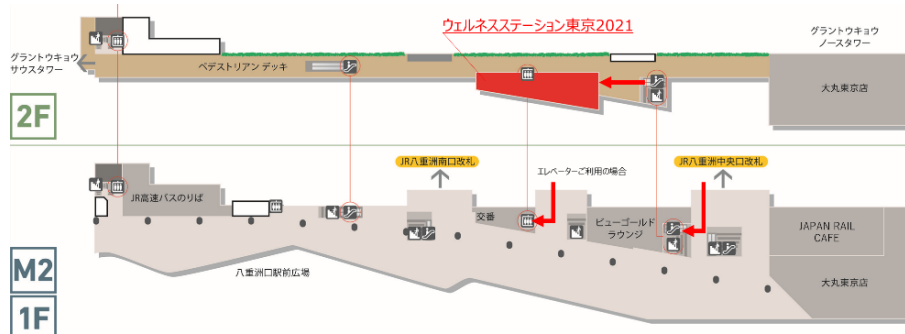 ウェルネスステーション東京2021
グラントウキョウ
ノースタワー
グラントウキョウ
サウスタワー
ペデストリアン デッキ
大丸東京店
2F
JR八重洲南口改札
エレベーターご利用の場合
JR八重洲中央口改札
JR高速バスのりば
交番
ビューゴールド
ラウンジ
JAPAN RAIL
CAFE
八重洲口駅前広場
大丸東京店
M2
1F